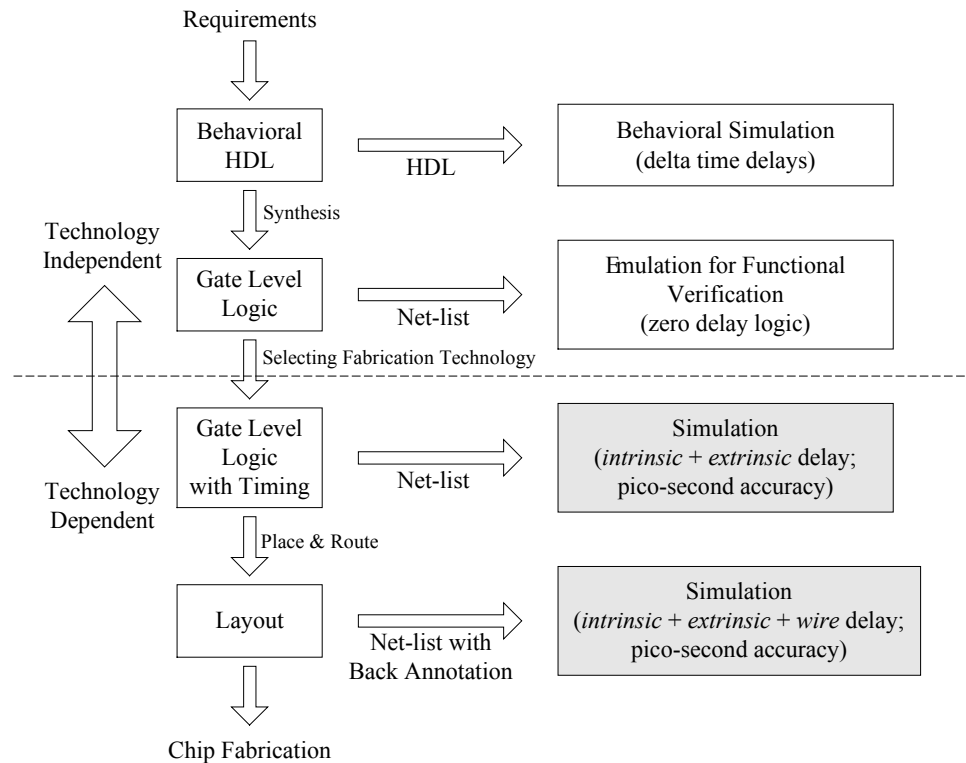 Requirements
Behavioral
HDL
HDL
Behavioral Simulation
(delta time delays)
Synthesis
Technology
Independent
Gate Level
Logic
Net-list
Emulation for Functional
Verification
(zero delay logic)
Selecting Fabrication Technology
Gate Level
Logic
with Timing
Net-list
Simulation
(intrinsic + extrinsic delay;
pico-second accuracy)
Technology
Dependent
Place & Route
Layout
Net-list with
Back Annotation
Simulation
(intrinsic + extrinsic + wire delay;
pico-second accuracy)
Chip Fabrication